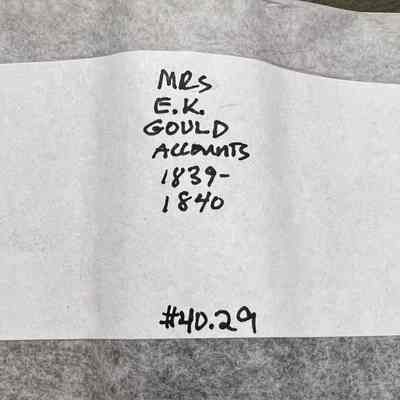 MRS
E.K.
GOULD
ACCOUNTS
1839-
1840
#40.29